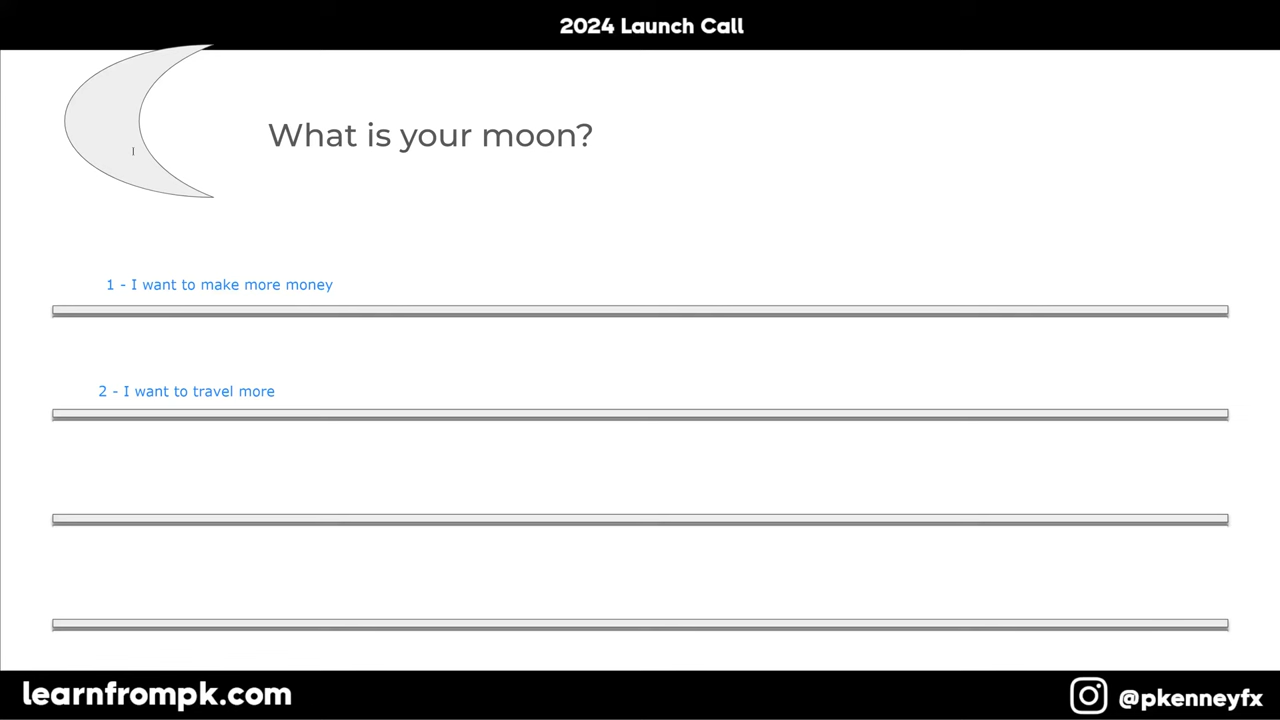 2024 Launch Call
What is your moon?
1 - I want to make more money
2 - I want to travel more
learnfrompk.com
@pkenneyfx